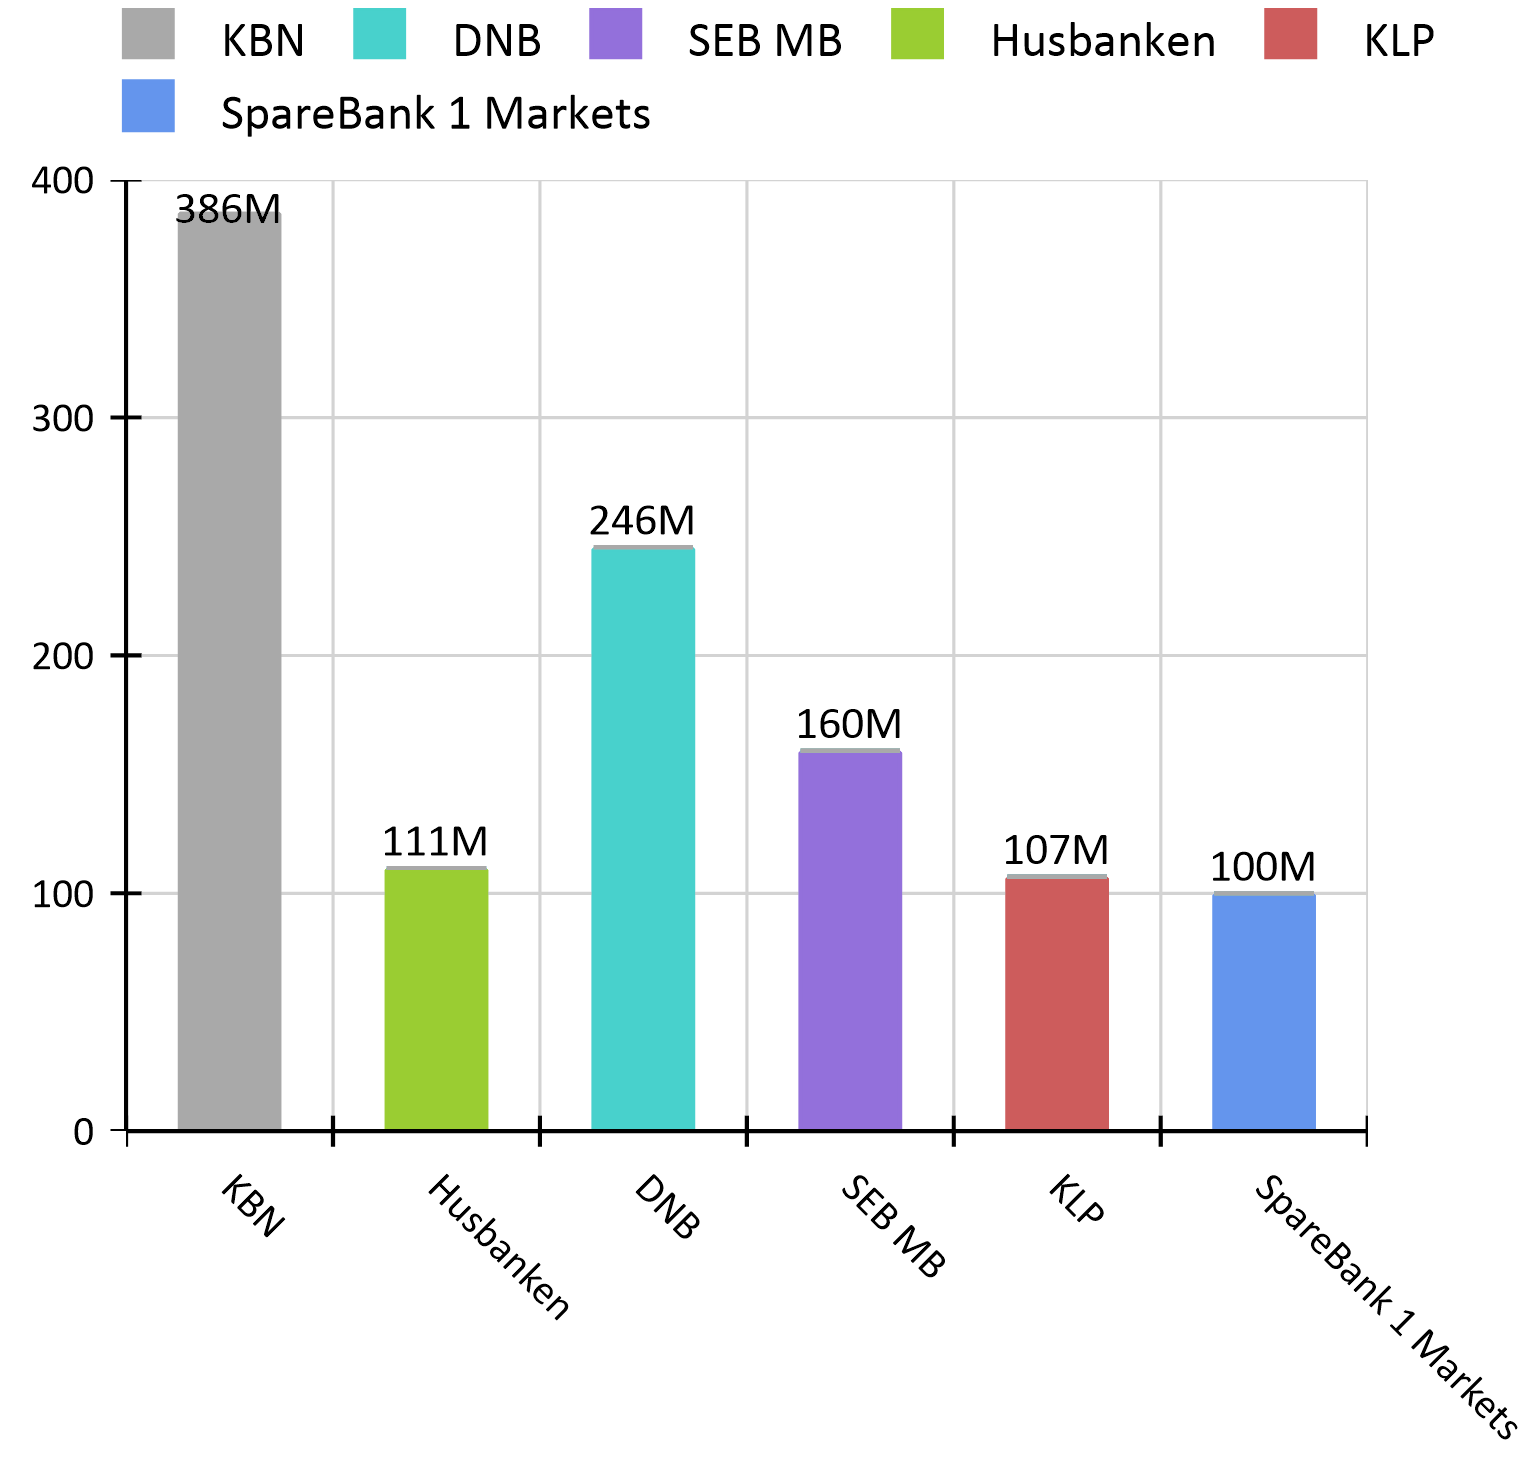 KBN DNB SEB MB Husbanken KLP
SpareBank 1 Markets
400
300
200
100
0
386M
111M
246M
160M
107M
100M
KBN
Husbanken
DNB
SEB MB
KLP
SpareBank 1 Markets